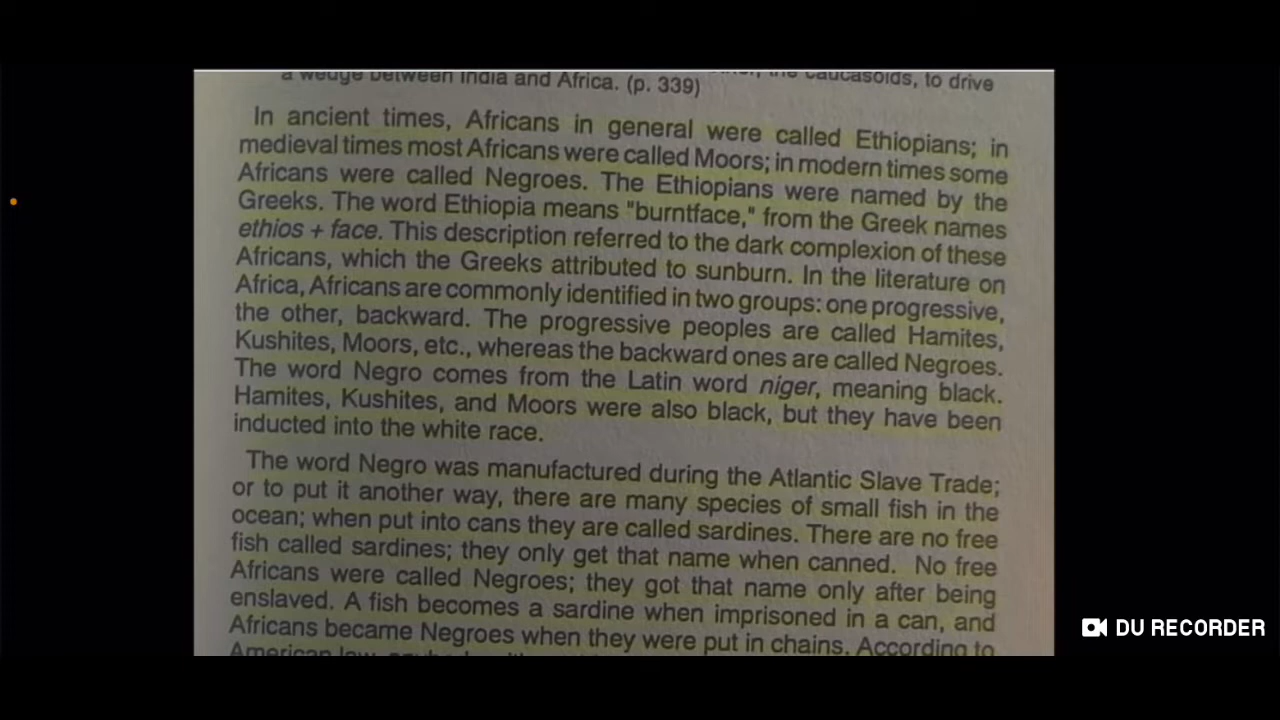 a wedge between India and Africa. (p. 339) the caucasoids, to drive
In ancient times, Africans in general were called Ethiopians; in
medieval times most Africans were called Moors; in modern times some
Africans were called Negroes. The Ethiopians were named by the
Greeks. The word Ethiopia means "burntface," from the Greek names
ethios + face. This description referred to the dark complexion of these
Africans, which the Greeks attributed to sunburn. In the literature on
Africa, Africans are commonly identified in two groups: one progressive,
the other, backward. The progressive peoples are called Hamites,
Kushites, Moors, etc., whereas the backward ones are called Negroes.
The word Negro comes from the Latin word niger, meaning black.
Hamites, Kushites, and Moors were also black, but they have been
inducted into the white race.
The word Negro was manufactured during the Atlantic Slave Trade;
or to put it another way, there are many species of small fish in the
ocean; when put into cans they are called sardines. There are no free
fish called sardines; they only get that name when canned. No free
Africans were called Negroes; they got that name only after being
enslaved. A fish becomes a sardine when imprisoned in a can, and
Africans became Negroes when they were put in chains. According to
American law,
DU RECORDER